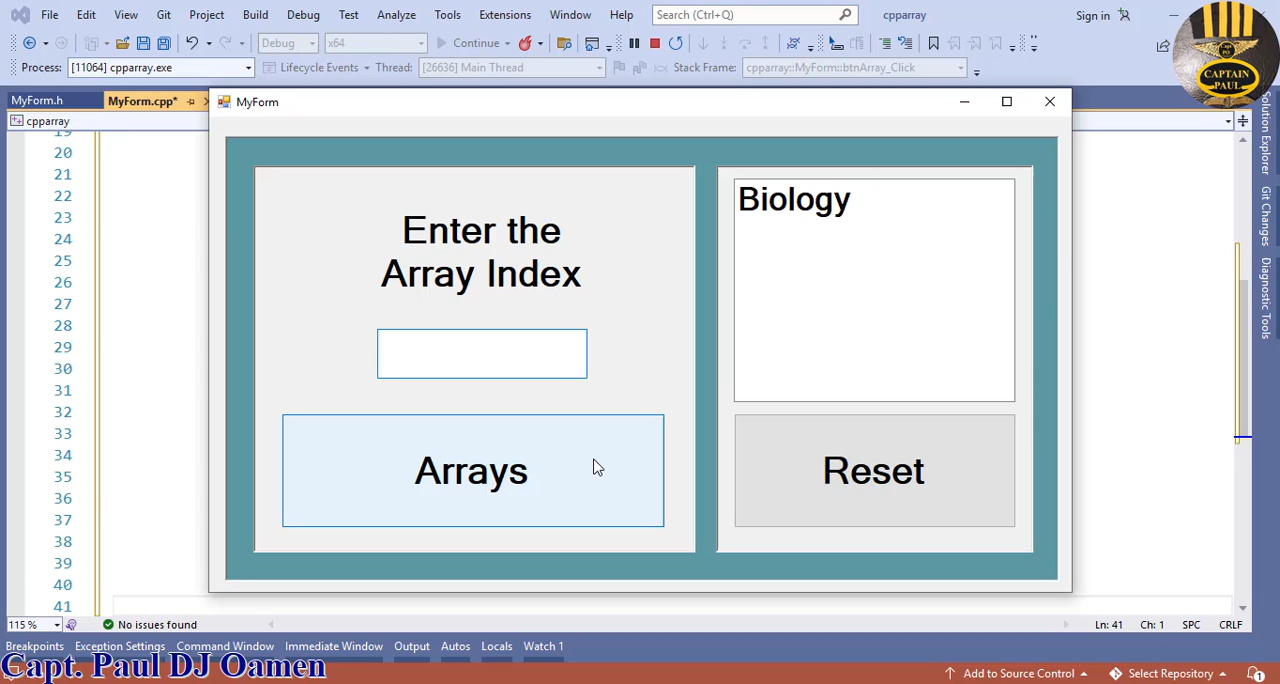 File Edit View Git Project Build Debug Test Analyze Tools Extensions Window Help Search (Ctrl+Q) cpparray Sign in
Debug x64 Continue
Process: [11064] cpparray.exe Lifecycle Events Thread: [26636] Main Thread Stack Frame: cpparray::MyForm::btnArray_Click
CAPTAIN
PAUL
MyForm.h MyForm.cpp*
cpparray
MyForm
20
21
22
23
24
25
26
27
28
29
30
31
32
33
34
35
36
37
38
39
40
41
Enter the
Array Index
Arrays
Biology
Reset
Solution Explorer
Git Changes
Diagnostic Tools
115 % No issues found Ln: 41 Ch: 1 SPC CRLF
Breakpoints Exception Settings Command Window Immediate Window Output Autos Locals Watch 1
Capt. Paul DJ Oamen
Add to Source Control Select Repository 1